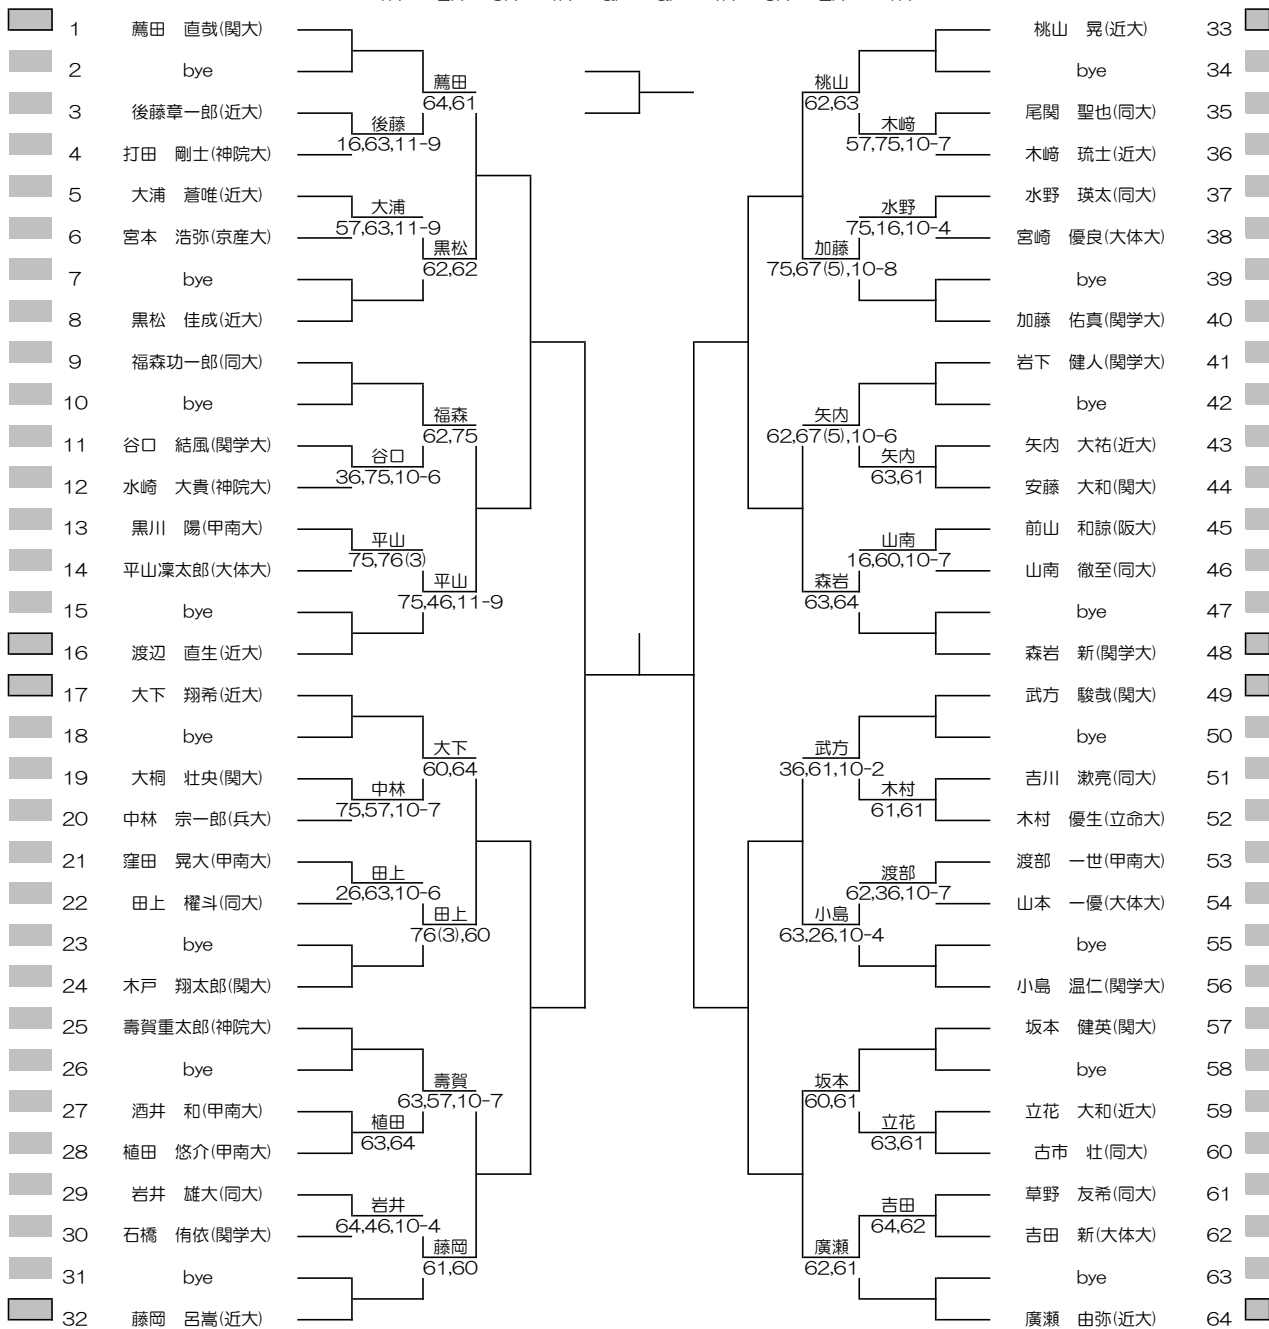 1 薦田 直哉(関大)
2 bye
3 後藤章一郎(近大)
4 打田 剛士(神院大)
5 大浦 蒼唯(近大)
6 宮本 浩弥(京産大)
7 bye
8 黒松 佳成(近大)
9 福森功一郎(同大)
10 bye
11 谷口 結風(関学大)
12 水崎 大貴(神院大)
13 黒川 陽(甲南大)
14 平山凜太郎(大体大)
15 bye
16 渡辺 直生(近大)
17 大下 翔希(近大)
18 bye
19 大桐 壮央(関大)
20 中林 宗一郎(兵大)
21 窪田 晃大(甲南大)
22 田上 櫂斗(同大)
23 bye
24 木戸 翔太郎(関大)
25 壽賀重太郎(神院大)
26 bye
27 酒井 和(甲南大)
28 植田 悠介(甲南大)
29 岩井 雄大(同大)
30 石橋 侑依(関学大)
31 bye
32 藤岡 呂嵩(近大)
後藤
16,63,11-9
大浦
57,63,11-9
谷口
36,75,10-6
平山
75,76(3)
中林
75,57,10-7
田上
26,63,10-6
植田
63,64
岩井
64,46,10-4
薦田
64,61
黒松
62,62
福森
62,75
平山
75,46,11-9
大下
60,64
田上
76(3),60
壽賀
63,57,10-7
藤岡
61,60
桃山
62,63
加藤
75,67(5),10-8
矢内
62,67(5),10-6
森岩
63,64
武方
36,61,10-2
小島
63,26,10-4
坂本
60,61
廣瀬
62,61
木﨑
57,75,10-7
水野
75,16,10-4
矢内
63,61
山南
16,60,10-7
木村
61,61
渡部
62,36,10-7
立花
63,61
吉田
64,62
桃山 晃(近大) 33
bye 34
尾関 聖也(同大) 35
木﨑 琉士(近大) 36
水野 瑛太(同大) 37
宮崎 優良(大体大) 38
bye 39
加藤 佑真(関学大) 40
岩下 健人(関学大) 41
bye 42
矢内 大祐(近大) 43
安藤 大和(関大) 44
前山 和諒(阪大) 45
山南 徹至(同大) 46
bye 47
森岩 新(関学大) 48
武方 駿哉(関大) 49
bye 50
吉川 漱亮(同大) 51
木村 優生(立命大) 52
渡部 一世(甲南大) 53
山本 一優(大体大) 54
bye 55
小島 温仁(関学大) 56
坂本 健英(関大) 57
bye 58
立花 大和(近大) 59
古市 壮(同大) 60
草野 友希(同大) 61
吉田 新(大体大) 62
bye 63
廣瀬 由弥(近大) 64